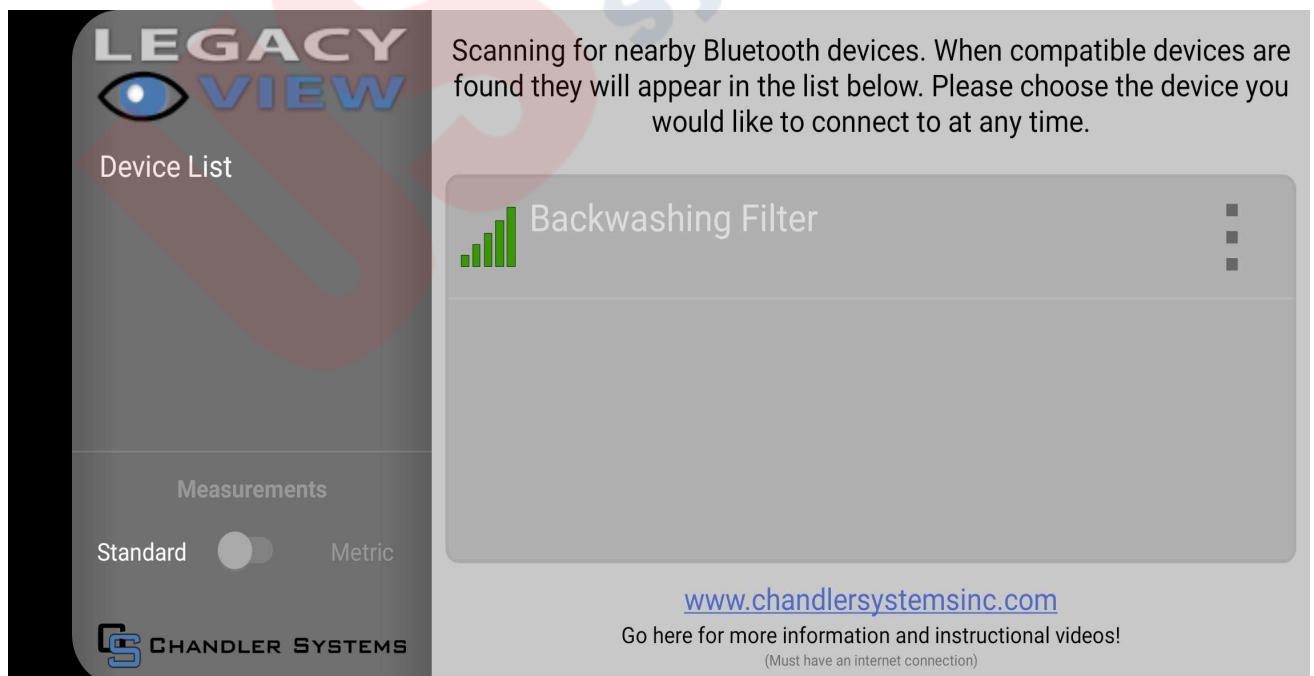 LEGACY
VIEW
Device List
Measurements
Standard
Metric
CHANDLER SYSTEMS
Scanning for nearby Bluetooth devices. When compatible devices are
found they will appear in the list below. Please choose the device you
would like to connect to at any time.
Backwashing Filter
www.chandlersystemsinc.com
Go here for more information and instructional videos!
(Must have an internet connection)